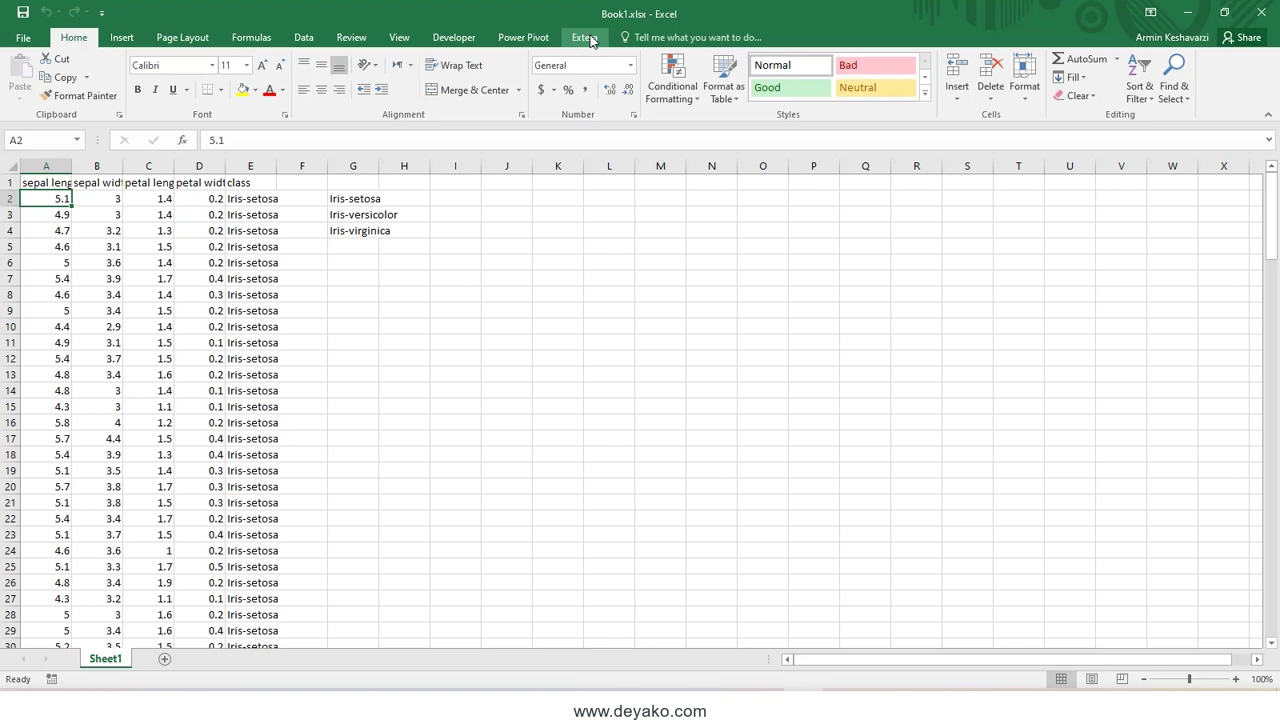 Book1.xlsx - Excel
File Home Insert Page Layout Formulas Data Review View Developer Power Pivot Tell me what you want to do... Armin Keshavarzi Share
Paste Cut Copy Format Painter Clipboard
Calibri 11 B I U A A A Font
Wrap Text Merge & Center Alignment
General $ % , Number
Conditional Formatting Format as Table Normal Bad Good Neutral Styles
Insert Delete Format Cells
AutoSum Fill Clear Sort & Filter Find & Select Editing
A2 fx 5.1
A B C D E F G H I J K L M N O P Q R S T U V W X
1 sepal leng sepal widt petal leng petal widt class
2 5.1 3 1.4 0.2 Iris-setosa Iris-setosa
3 4.9 3 1.4 0.2 Iris-setosa Iris-versicolor
4 4.7 3.2 1.3 0.2 Iris-setosa Iris-virginica
5 4.6 3.1 1.5 0.2 Iris-setosa
6 5 3.6 1.4 0.2 Iris-setosa
7 5.4 3.9 1.7 0.4 Iris-setosa
8 4.6 3.4 1.4 0.3 Iris-setosa
9 5 3.4 1.5 0.2 Iris-setosa
10 4.4 2.9 1.4 0.2 Iris-setosa
11 4.9 3.1 1.5 0.1 Iris-setosa
12 5.4 3.7 1.5 0.2 Iris-setosa
13 4.8 3.4 1.6 0.2 Iris-setosa
14 4.8 3 1.4 0.1 Iris-setosa
15 4.3 3 1.1 0.1 Iris-setosa
16 5.8 4 1.2 0.2 Iris-setosa
17 5.7 4.4 1.5 0.4 Iris-setosa
18 5.4 3.9 1.3 0.4 Iris-setosa
19 5.1 3.5 1.4 0.3 Iris-setosa
20 5.7 3.8 1.7 0.3 Iris-setosa
21 5.1 3.8 1.5 0.3 Iris-setosa
22 5.4 3.4 1.7 0.2 Iris-setosa
23 5.1 3.7 1.5 0.4 Iris-setosa
24 4.6 3.6 1 0.2 Iris-setosa
25 5.1 3.3 1.7 0.5 Iris-setosa
26 4.8 3.4 1.9 0.2 Iris-setosa
27 4.3 3.2 1.1 0.1 Iris-setosa
28 5 3 1.6 0.2 Iris-setosa
29 5 3.4 1.6 0.4 Iris-setosa
30 5.2 3.5 1.5 0.2 Iris-setosa
Sheet1
Ready 100%
www.deyako.com